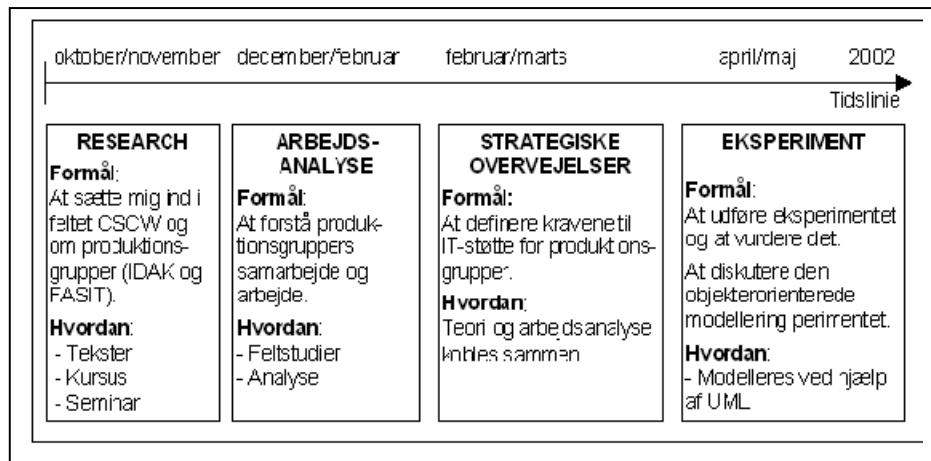 oktober/november december/februar februar/marts april/maj 2002
Tidslinie
RESEARCH
Formål:
At sætte mig ind i
feltet CSCW og
om produktions-
grupper (IDAK og
FASIT).
Hvordan:
- Tekster
- Kursus
- Seminar
ARBEJDS-
ANALYSE
Formål:
At forstå produk-
tionsgruppers
samarbejde og
arbejde.
Hvordan:
- Feltstudier
- Analyse
STRATEGISKE
OVERVEJELSER
Formål:
At definere kravene til
IT-støtte for produktions-
grupper.
Hvordan:
Teori og arbejdsanalyse
kobles sammen
EKSPERIMENT
Formål:
At udføre eksperimentet
og at vurdere det.
At diskutere den
objekterorienterede
modellering perimentet.
Hvordan:
- Modelleres ved hjælp
af UML